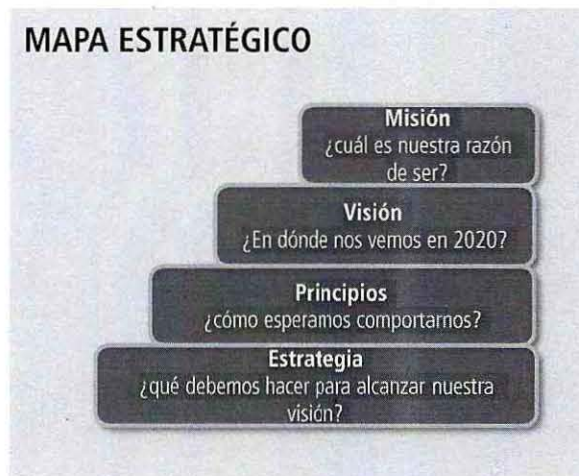 MAPA ESTRATÉGICO
Misión
¿cuál es nuestra razón
de ser?
Visión
¿En dónde nos vemos en 2020?
Principios
¿cómo esperamos comportarnos?
Estrategia
¿qué debemos hacer para alcanzar nuestra
visión?